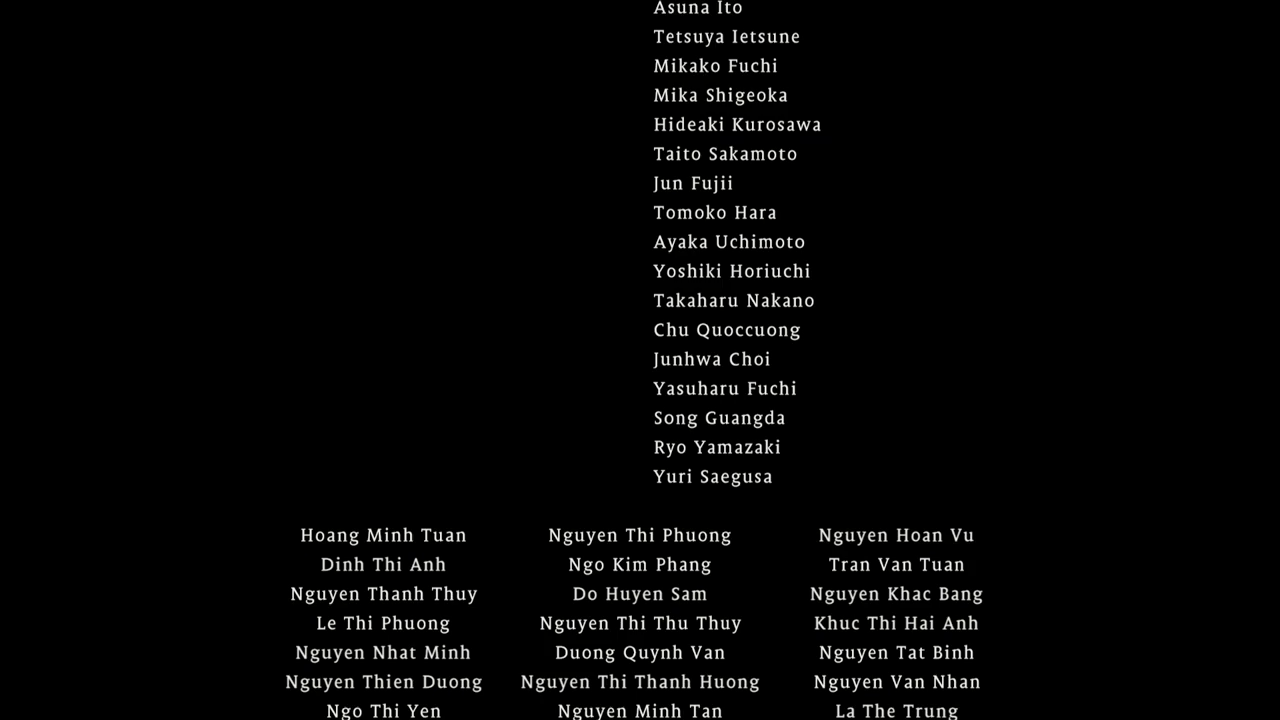 Asuna Ito
Tetsuya Ietsune
Mikako Fuchi
Mika Shigeoka
Hideaki Kurosawa
Taito Sakamoto
Jun Fujii
Tomoko Hara
Ayaka Uchimoto
Yoshiki Horiuchi
Takaharu Nakano
Chu Quoccuong
Junhwa Choi
Yasuharu Fuchi
Song Guangda
Ryo Yamazaki
Yuri Saegusa
Hoang Minh Tuan Nguyen Thi Phuong Nguyen Hoan Vu
Dinh Thi Anh Ngo Kim Phang Tran Van Tuan
Nguyen Thanh Thuy Do Huyen Sam Nguyen Khac Bang
Le Thi Phuong Nguyen Thi Thu Thuy Khuc Thi Hai Anh
Nguyen Nhat Minh Duong Quynh Van Nguyen Tat Binh
Nguyen Thien Duong Nguyen Thi Thanh Huong Nguyen Van Nhan
Ngo Thi Yen Nguyen Minh Tan La The Trung